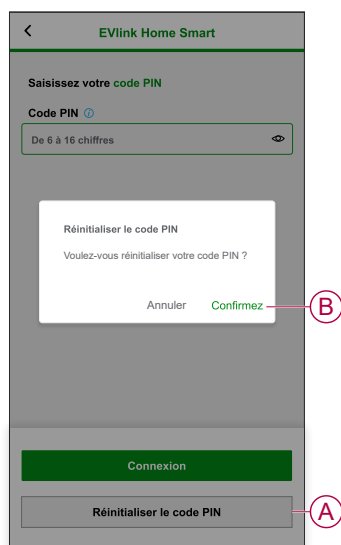 EVlink Home Smart
Saisissez votre code PIN
Code PIN
De 6 à 16 chiffres
Réinitialiser le code PIN
Voulez-vous réinitialiser votre code PIN ?
Annuler Confirmez
B
Connexion
Réinitialiser le code PIN
A